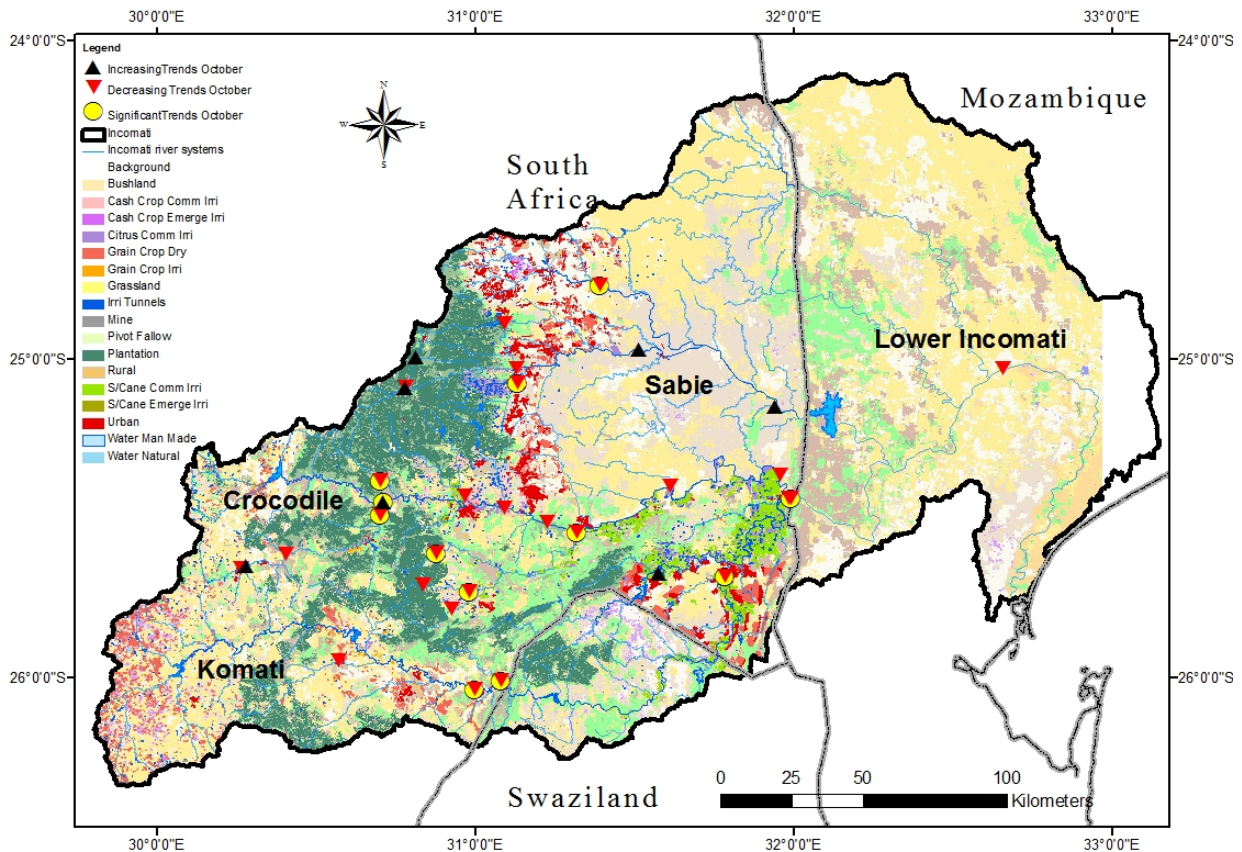 30°0'0"E
31°0'0"E
32°0'0"E
33°0'0"E
24°0'0"S
24°0'0"S
Legend
IncreasingTrends October
Decreasing Trends October
SignificantTrends October
Incomati
Incomati river systems
Background
Bushland
Cash Crop Comm Irri
Cash Crop Emerge Irri
Citrus Comm Irri
Grain Crop Dry
Grain Crop Irri
Grassland
Irri Tunnels
Mine
Pivot Fallow
Plantation
Rural
S/Cane Comm Irri
S/Cane Emerge Irri
Urban
Water Man Made
Water Natural
N
W
E
S
Mozambique
South
Africa
25°0'0"S
25°0'0"S
Lower Incomati
Sabie
Crocodile
Komati
26°0'0"S
26°0'0"S
Swaziland
0
25
50
100
Kilometers
30°0'0"E
31°0'0"E
32°0'0"E
33°0'0"E